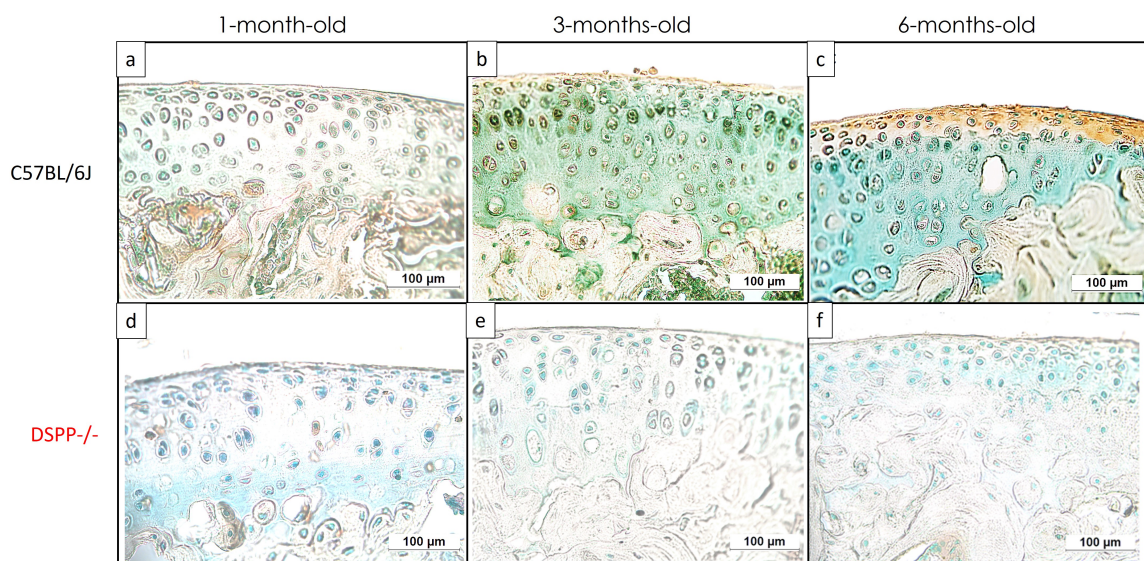 1-month-old 3-months-old 6-months-old
a b c
C57BL/6J
100 µm 100 µm 100 µm
d e f
DSPP-/-
100 µm 100 µm 100 µm